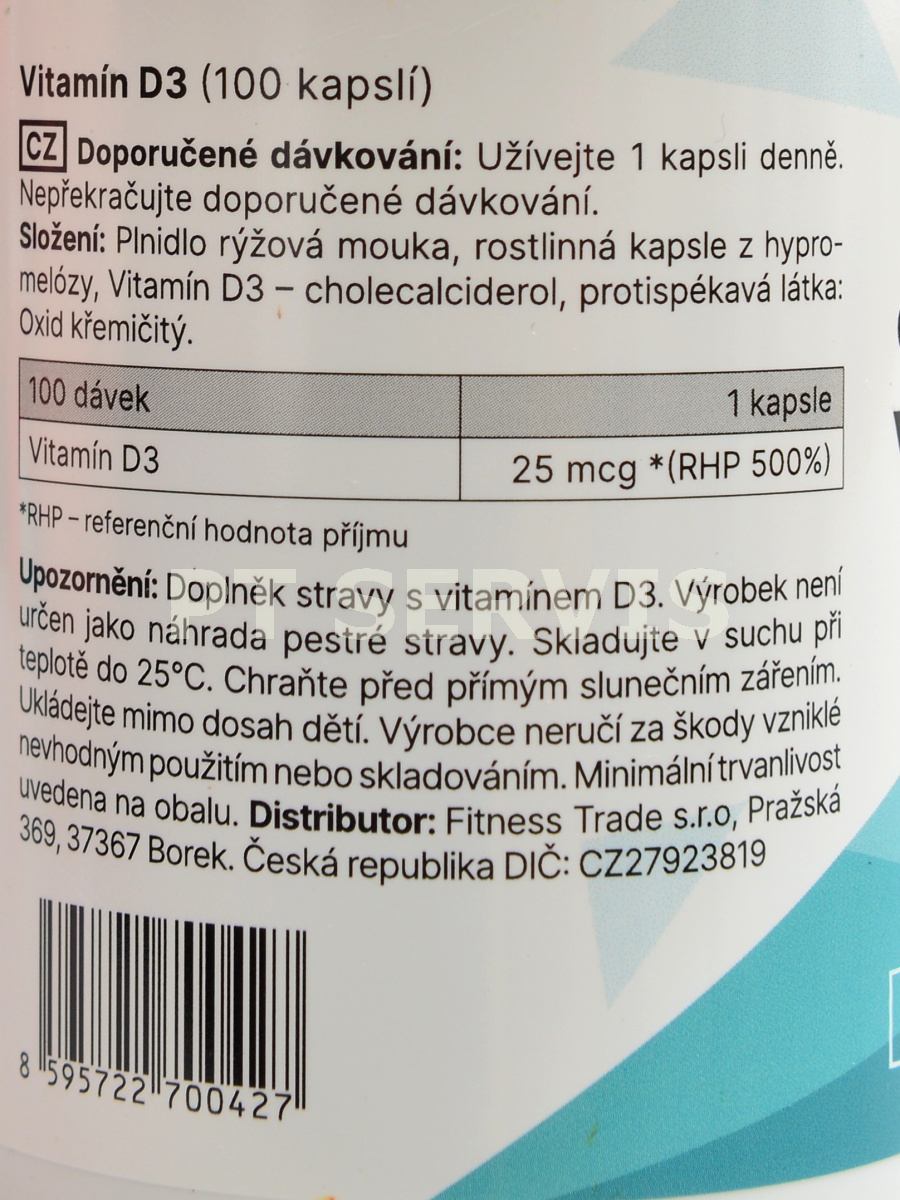 Vitamín D3 (100 kapslí)
CZ Doporučené dávkování: Užívejte 1 kapsli denně.
Nepřekračujte doporučené dávkování.
Složení: Plnidlo rýžová mouka, rostlinná kapsle z hypro-
melózy, Vitamín D3 – cholecalciderol, protispékavá látka:
Oxid křemičitý.
100 dávek 1 kapsle
Vitamín D3 25 mcg *(RHP 500%)
*RHP – referenční hodnota příjmu
Upozornění: Doplněk stravy s vitamínem D3. Výrobek není
určen jako náhrada pestré stravy. Skladujte v suchu při
teplotě do 25°C. Chraňte před přímým slunečním zářením.
Ukládejte mimo dosah dětí. Výrobce neručí za škody vzniklé
nevhodným použitím nebo skladováním. Minimální trvanlivost
uvedena na obalu. Distributor: Fitness Trade s.r.o, Pražská
369, 37367 Borek. Česká republika DIČ: CZ27923819
8 595722 700427
PT SERVIS